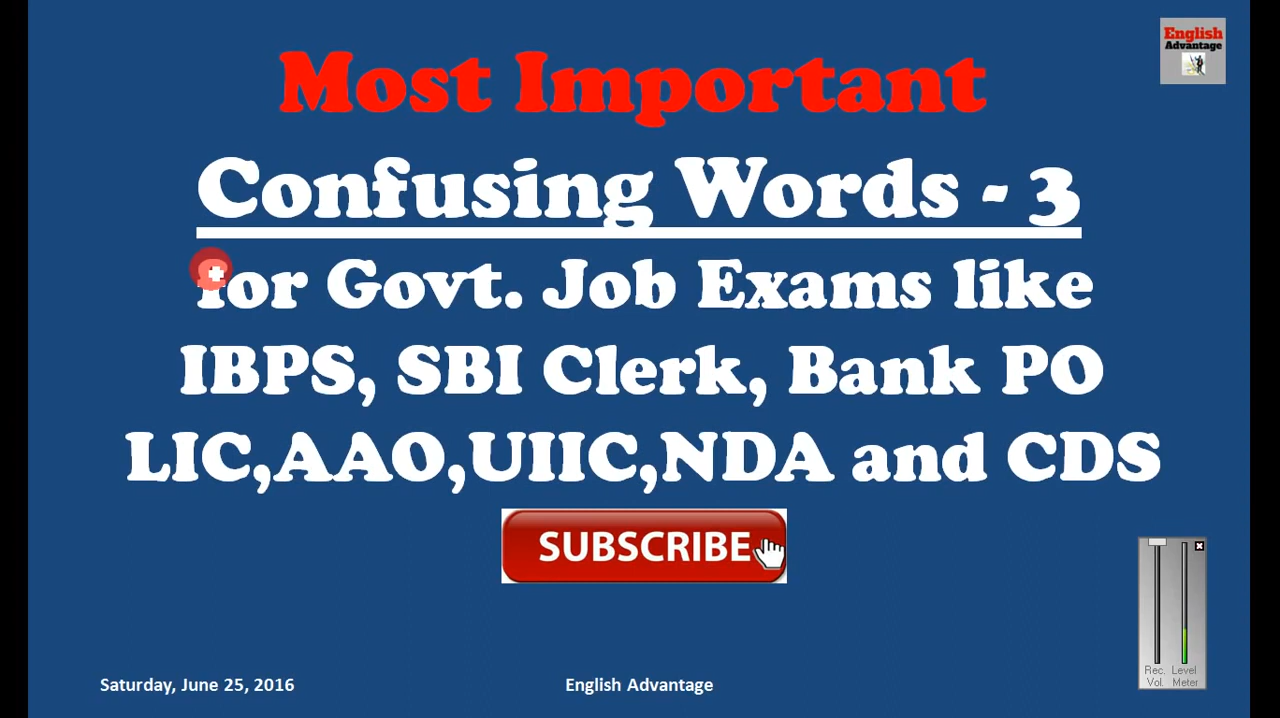 English
Advantage
Most Important
Confusing Words - 3
for Govt. Job Exams like
IBPS, SBI Clerk, Bank PO
LIC,AAO,UIIC,NDA and CDS
SUBSCRIBE
Rec. Level
Vol. Meter
Saturday, June 25, 2016 English Advantage